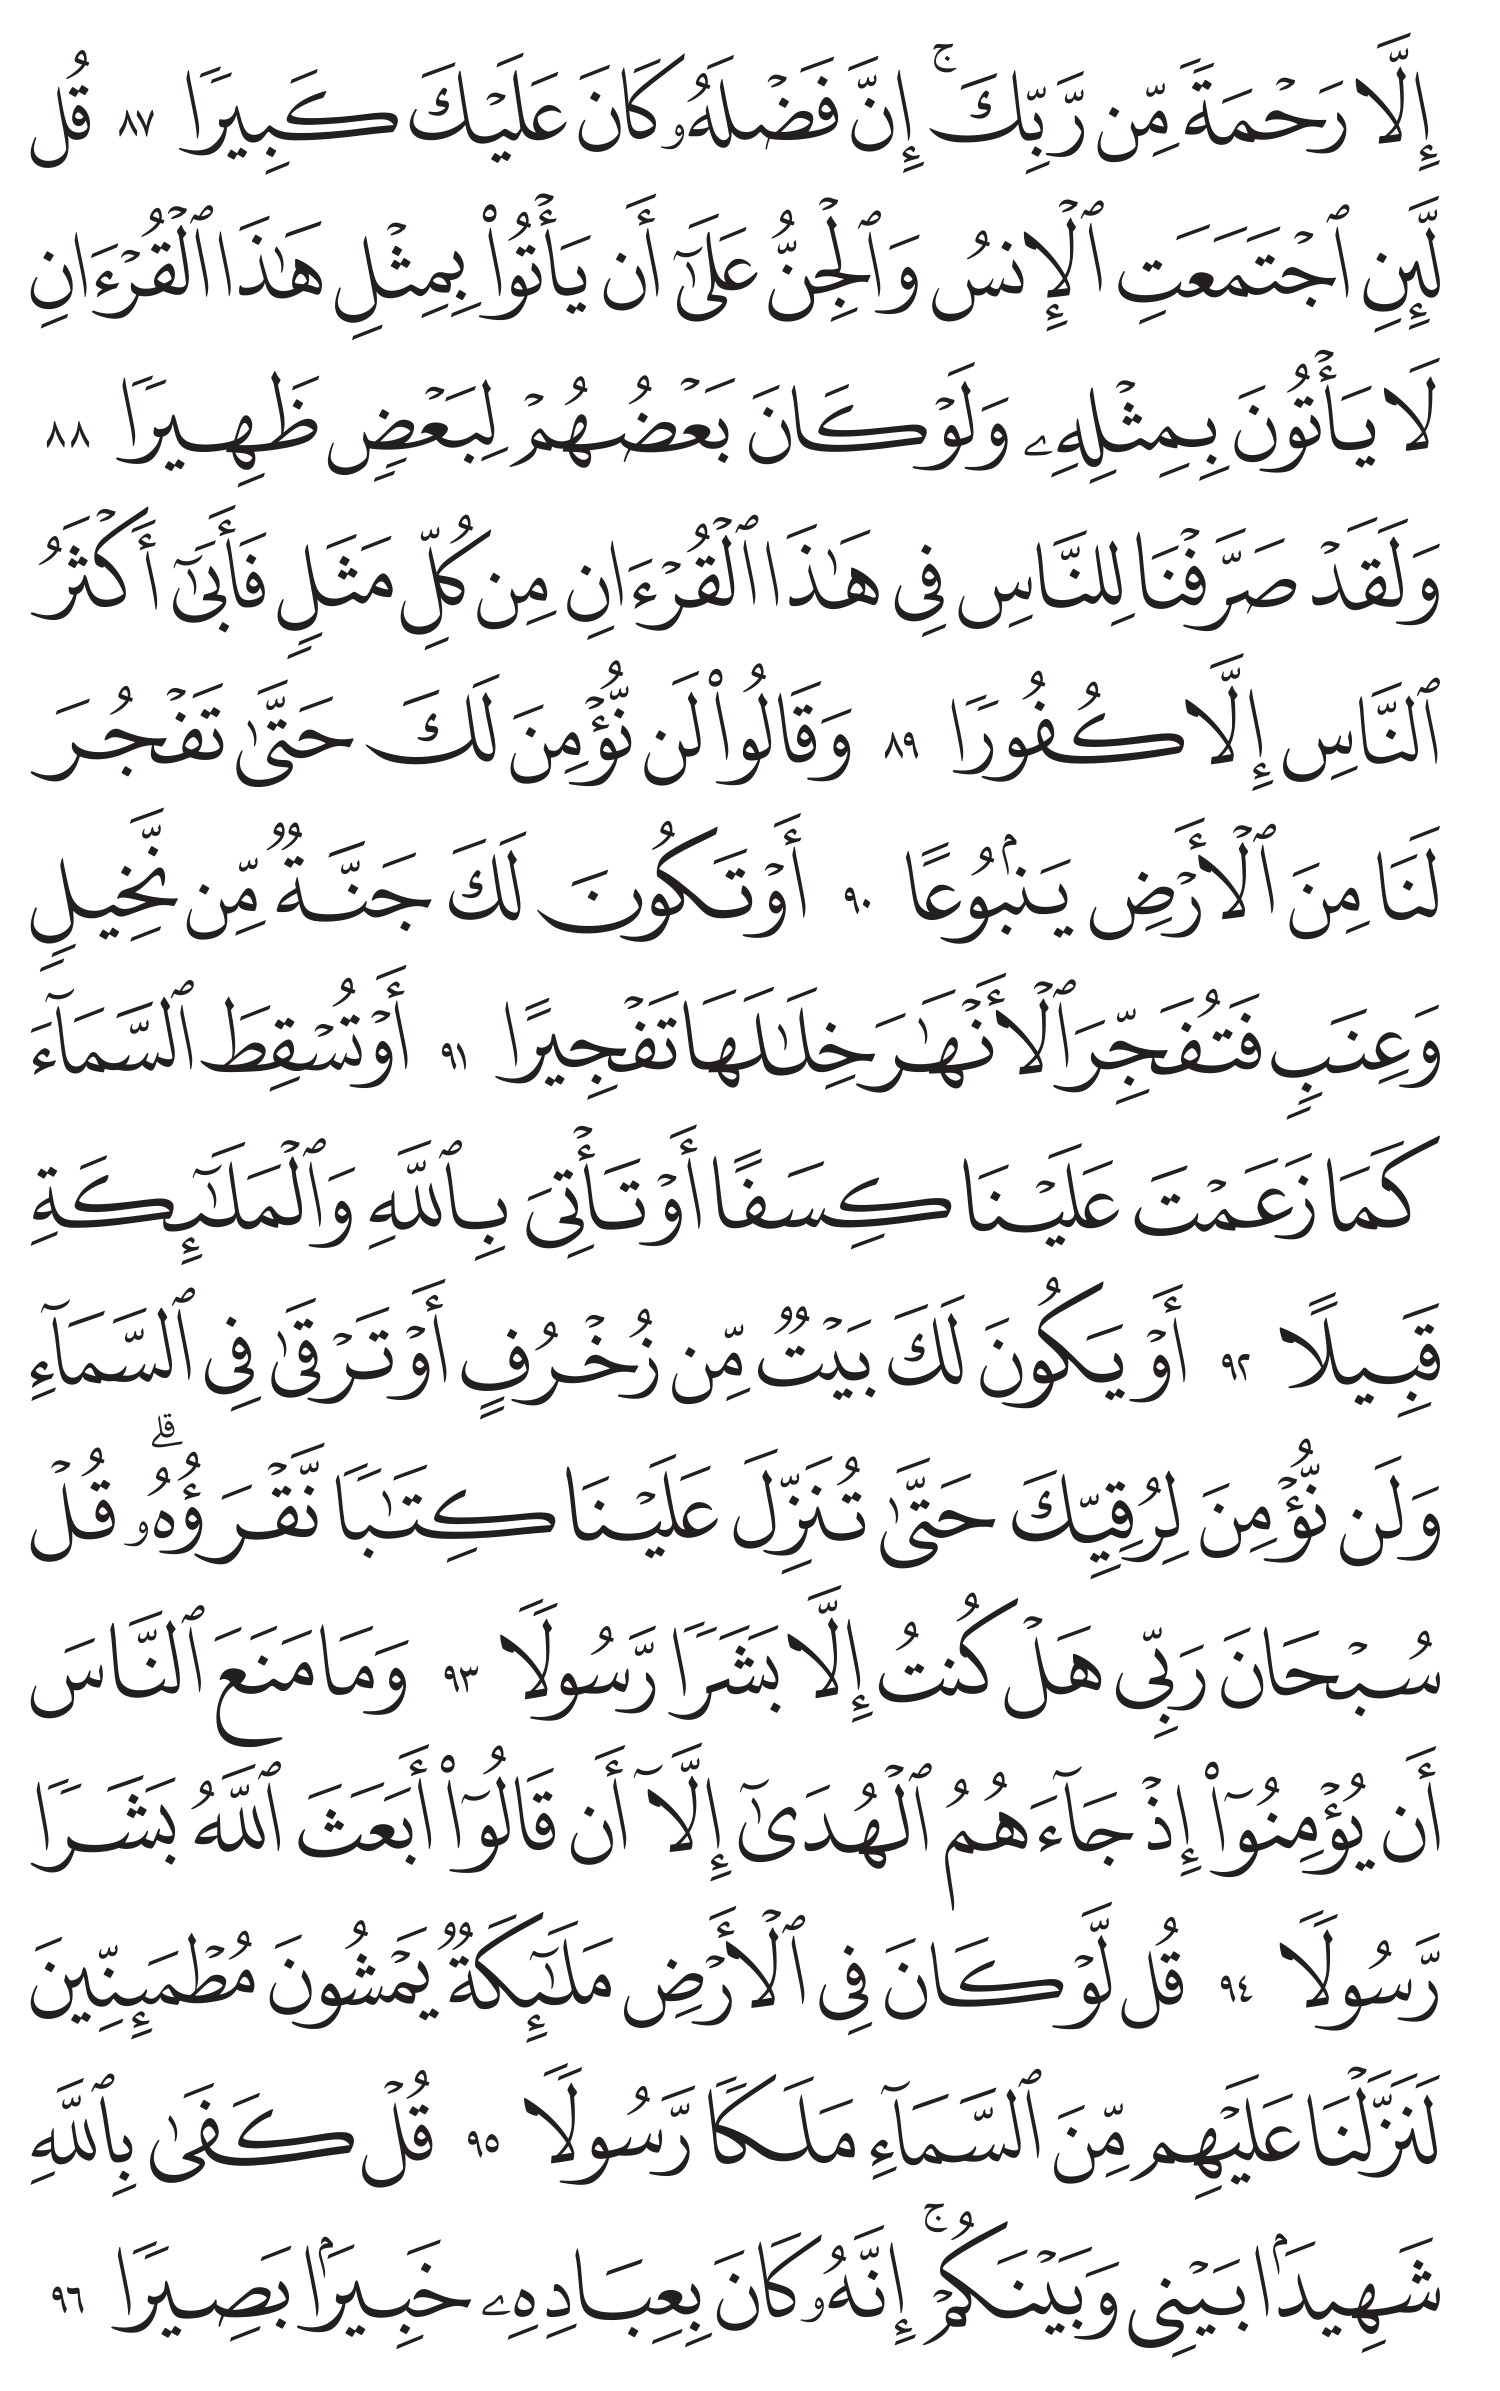 إِلَّا رَحۡمَةٗ مِّن رَّبِّكَۚ إِنَّ فَضۡلَهُۥ كَانَ عَلَيۡكَ كَبِيرٗا ٨٧ قُل
لَّئِنِ ٱجۡتَمَعَتِ ٱلۡإِنسُ وَٱلۡجِنُّ عَلَىٰٓ أَن يَأۡتُواْ بِمِثۡلِ هَٰذَا ٱلۡقُرۡءَانِ
لَا يَأۡتُونَ بِمِثۡلِهِۦ وَلَوۡ كَانَ بَعۡضُهُمۡ لِبَعۡضٖ ظَهِيرٗا ٨٨
وَلَقَدۡ صَرَّفۡنَا لِلنَّاسِ فِي هَٰذَا ٱلۡقُرۡءَانِ مِن كُلِّ مَثَلٖ فَأَبَىٰٓ أَكۡثَرُ
ٱلنَّاسِ إِلَّا كُفُورٗا ٨٩ وَقَالُواْ لَن نُّؤۡمِنَ لَكَ حَتَّىٰ تَفۡجُرَ
لَنَا مِنَ ٱلۡأَرۡضِ يَنۢبُوعًا ٩٠ أَوۡ تَكُونَ لَكَ جَنَّةٞ مِّن نَّخِيلٖ
وَعِنَبٖ فَتُفَجِّرَ ٱلۡأَنۡهَٰرَ خِلَٰلَهَا تَفۡجِيرًا ٩١ أَوۡ تُسۡقِطَ ٱلسَّمَآءَ
كَمَا زَعَمۡتَ عَلَيۡنَا كِسَفًا أَوۡ تَأۡتِيَ بِٱللَّهِ وَٱلۡمَلَٰٓئِكَةِ
قَبِيلًا ٩٢ أَوۡ يَكُونَ لَكَ بَيۡتٞ مِّن زُخۡرُفٍ أَوۡ تَرۡقَىٰ فِي ٱلسَّمَآءِ
وَلَن نُّؤۡمِنَ لِرُقِيِّكَ حَتَّىٰ تُنَزِّلَ عَلَيۡنَا كِتَٰبٗا نَّقۡرَؤُهُۥۗ قُلۡ
سُبۡحَانَ رَبِّي هَلۡ كُنتُ إِلَّا بَشَرٗا رَّسُولٗا ٩٣ وَمَا مَنَعَ ٱلنَّاسَ
أَن يُؤۡمِنُوٓاْ إِذۡ جَآءَهُمُ ٱلۡهُدَىٰٓ إِلَّآ أَن قَالُوٓاْ أَبَعَثَ ٱللَّهُ بَشَرٗا
رَّسُولٗا ٩٤ قُل لَّوۡ كَانَ فِي ٱلۡأَرۡضِ مَلَٰٓئِكَةٞ يَمۡشُونَ مُطۡمَئِنِّينَ
لَنَزَّلۡنَا عَلَيۡهِم مِّنَ ٱلسَّمَآءِ مَلَكٗا رَّسُولٗا ٩٥ قُلۡ كَفَىٰ بِٱللَّهِ
شَهِيدَۢا بَيۡنِي وَبَيۡنَكُمۡۚ إِنَّهُۥ كَانَ بِعِبَادِهِۦ خَبِيرَۢا بَصِيرٗا ٩٦